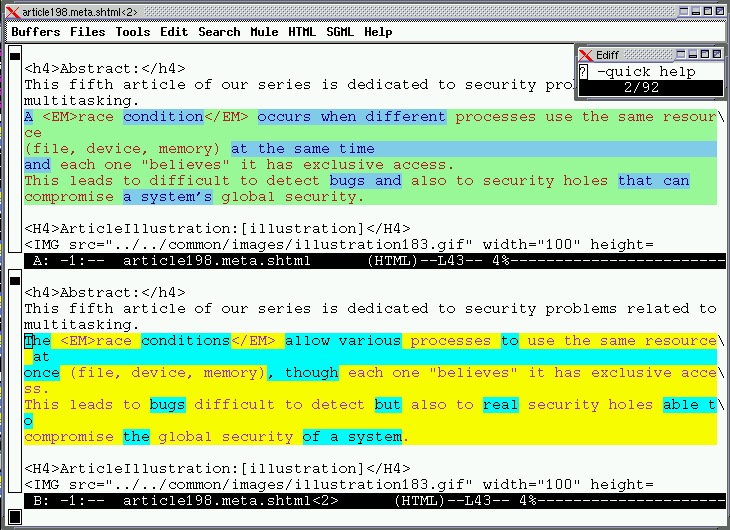 article198.meta.shtml<2>
Buffers Files Tools Edit Search Mule HTML SGML Help
Ediff
? -quick help
2/92
<h4>Abstract:</h4>
This fifth article of our series is dedicated to security prob
multitasking.
A <EM>race condition</EM> occurs when different processes use the same resour\
ce
(file, device, memory) at the same time
and each one "believes" it has exclusive access.
This leads to difficult to detect bugs and also to security holes that can
compromise a system's global security.
<H4>ArticleIllustration:[illustration]</H4>
<IMG src="../../common/images/illustration183.gif" width="100" height=
A: -1:-- article198.meta.shtml (HTML)--L43-- 4%------------------------
<h4>Abstract:</h4>
This fifth article of our series is dedicated to security problems related to
multitasking.
The <EM>race conditions</EM> allow various processes to use the same resource\
at
once (file, device, memory), though each one "believes" it has exclusive acce\
ss.
This leads to bugs difficult to detect but also to real security holes able t\
o
compromise the global security of a system.
<H4>ArticleIllustration:[illustration]</H4>
<IMG src="../../common/images/illustration183.gif" width="100" height=
B: -1:-- article198.meta.shtml<2> (HTML)--L43-- 4%---------------------